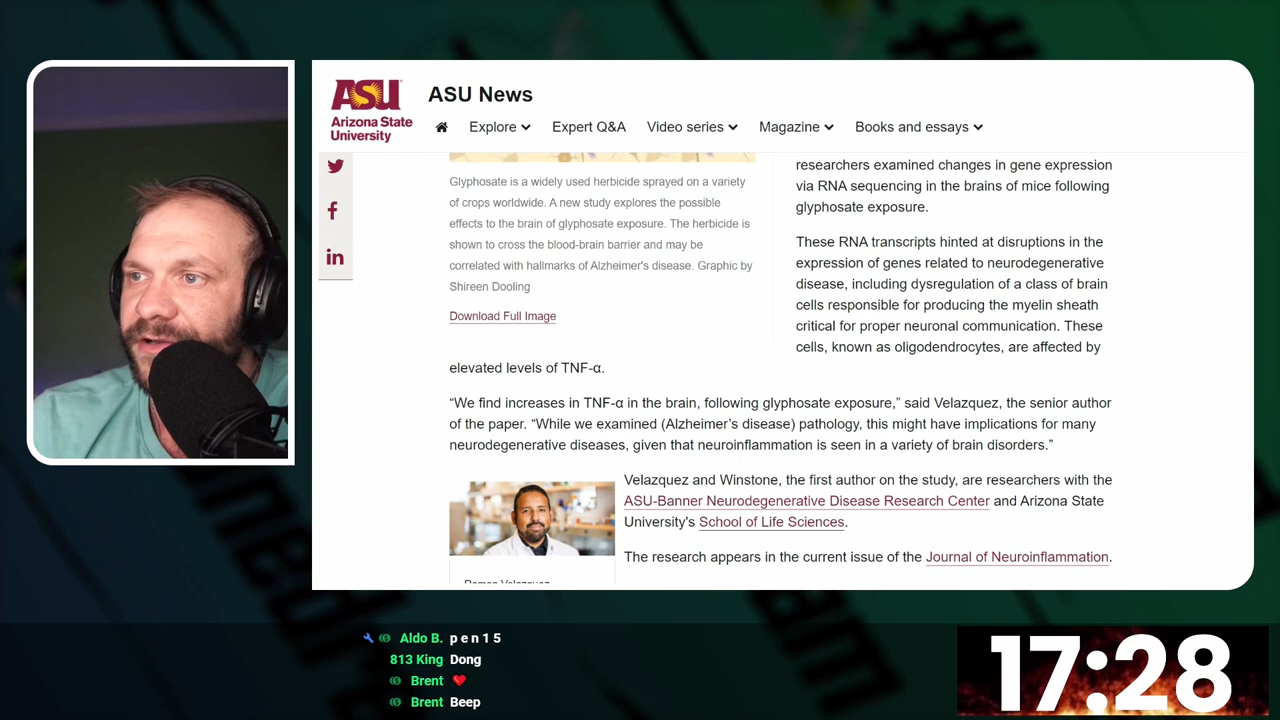 ASU
Arizona State
University
ASU News
Explore
Expert Q&A
Video series
Magazine
Books and essays
Glyphosate is a widely used herbicide sprayed on a variety
of crops worldwide. A new study explores the possible
effects to the brain of glyphosate exposure. The herbicide is
shown to cross the blood-brain barrier and may be
correlated with hallmarks of Alzheimer's disease. Graphic by
Shireen Dooling
Download Full Image
researchers examined changes in gene expression
via RNA sequencing in the brains of mice following
glyphosate exposure.
These RNA transcripts hinted at disruptions in the
expression of genes related to neurodegenerative
disease, including dysregulation of a class of brain
cells responsible for producing the myelin sheath
critical for proper neuronal communication. These
cells, known as oligodendrocytes, are affected by
elevated levels of TNF-α.
“We find increases in TNF-α in the brain, following glyphosate exposure,” said Velazquez, the senior author
of the paper. “While we examined (Alzheimer’s disease) pathology, this might have implications for many
neurodegenerative diseases, given that neuroinflammation is seen in a variety of brain disorders.”
Velazquez and Winstone, the first author on the study, are researchers with the
ASU-Banner Neurodegenerative Disease Research Center and Arizona State
University's School of Life Sciences.
The research appears in the current issue of the Journal of Neuroinflammation.
Ramon Velazquez
Aldo B. p e n 1 5
813 King Dong
Brent ❤️
Brent Beep
17:28